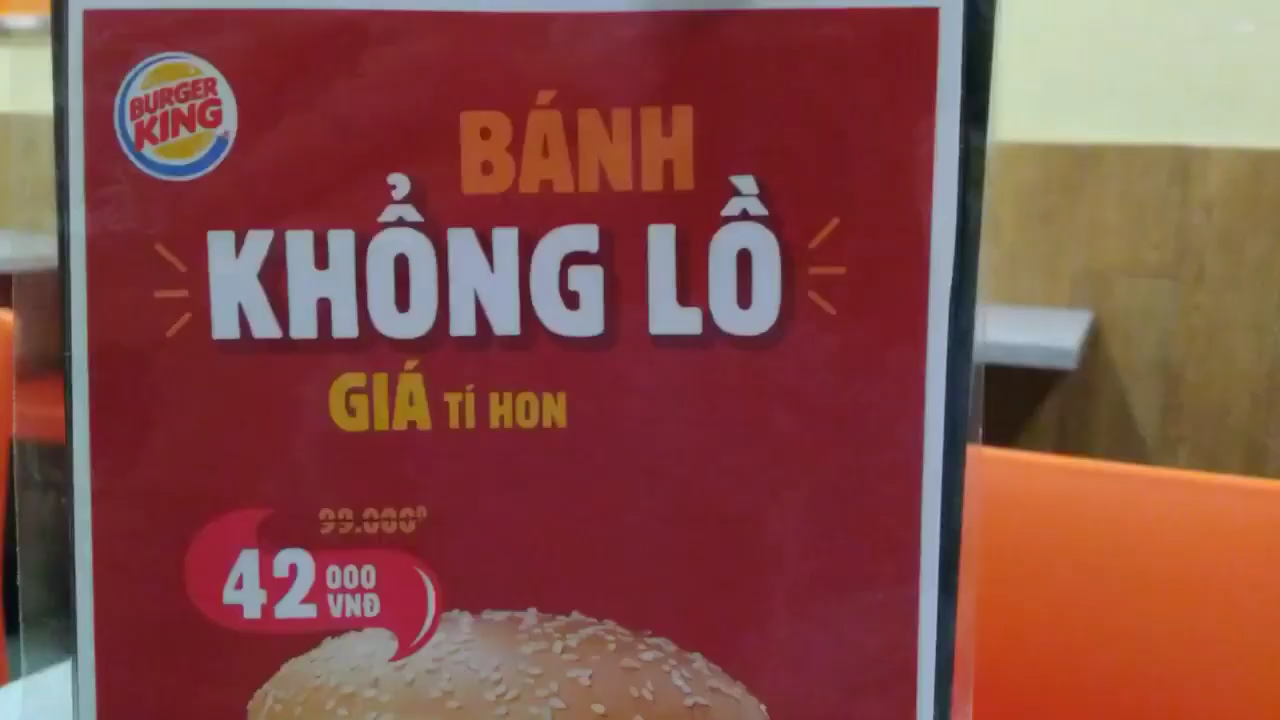 BURGER
KING
BÁNH
KHỔNG LỒ
GIÁ TÍ HON
99.000Đ
42 000
VNĐ